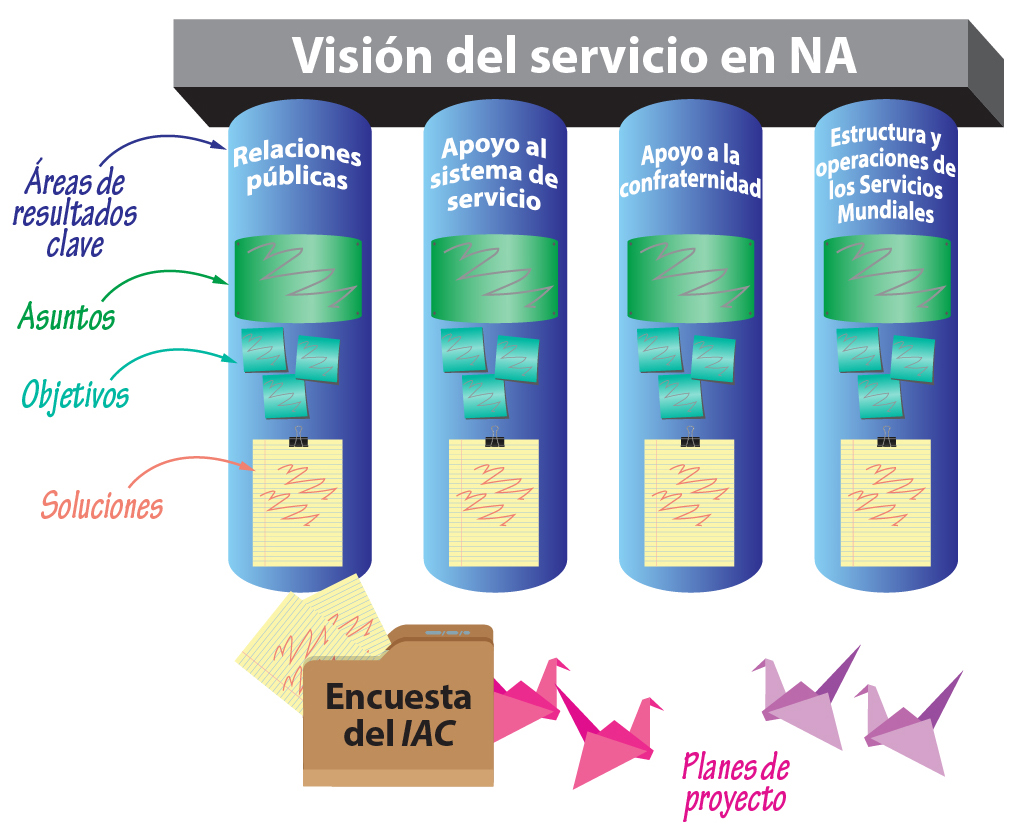 Visión del servicio en NA
Áreas de
resultados
clave
Relaciones
públicas
Apoyo al
sistema de
servicio
Apoyo a la
confraternidad
Estructura y
operaciones de
los Servicios
Mundiales
Asuntos
Objetivos
Soluciones
Encuesta
del IAC
Planes de
proyecto